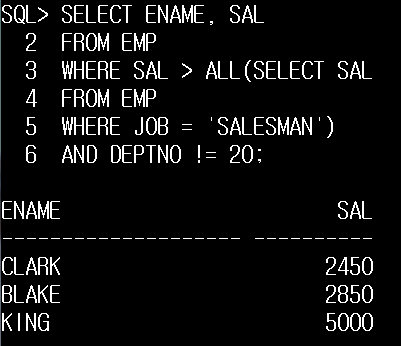 SQL> SELECT ENAME, SAL
2 FROM EMP
3 WHERE SAL > ALL(SELECT SAL
4 FROM EMP
5 WHERE JOB = 'SALESMAN')
6 AND DEPTNO != 20;
ENAME SAL
-------------------- ----------
CLARK 2450
BLAKE 2850
KING 5000